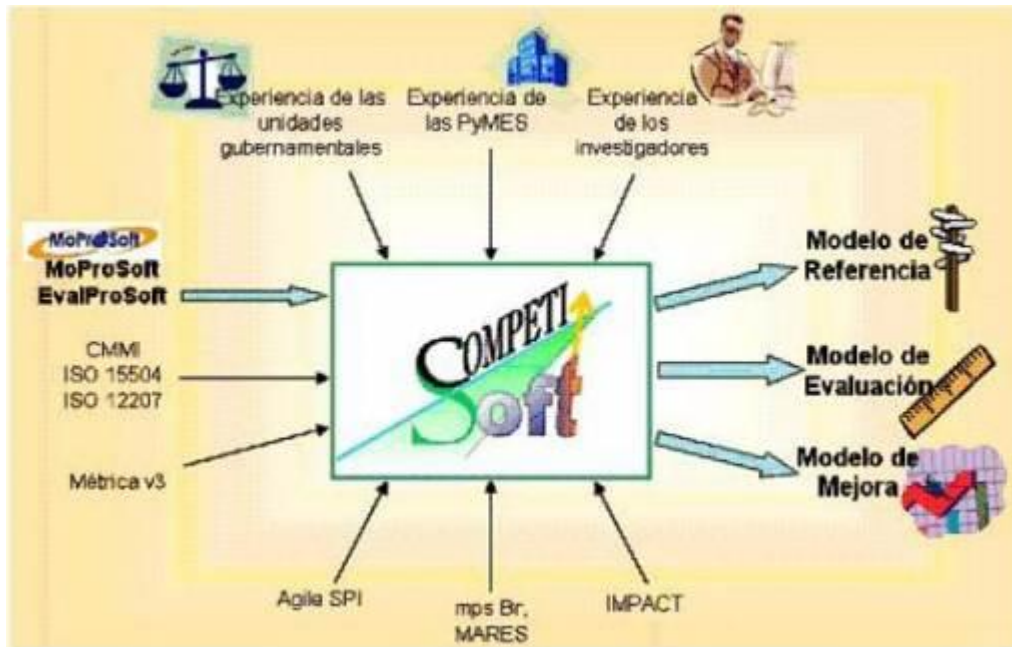 Experiencia de las
unidades
gubernamentales
Experiencia de
las PyMES
Experiencia
de los
investigadores
MoProSoft
MoProSoft
EvalProSoft
CMMI
ISO 15504
ISO 12207
Métrica v3
COMPETI
Soft
Modelo de
Referencia
Modelo de
Evaluación
Modelo de
Mejora
Agile SPI
mps Br,
MARES
IMPACT